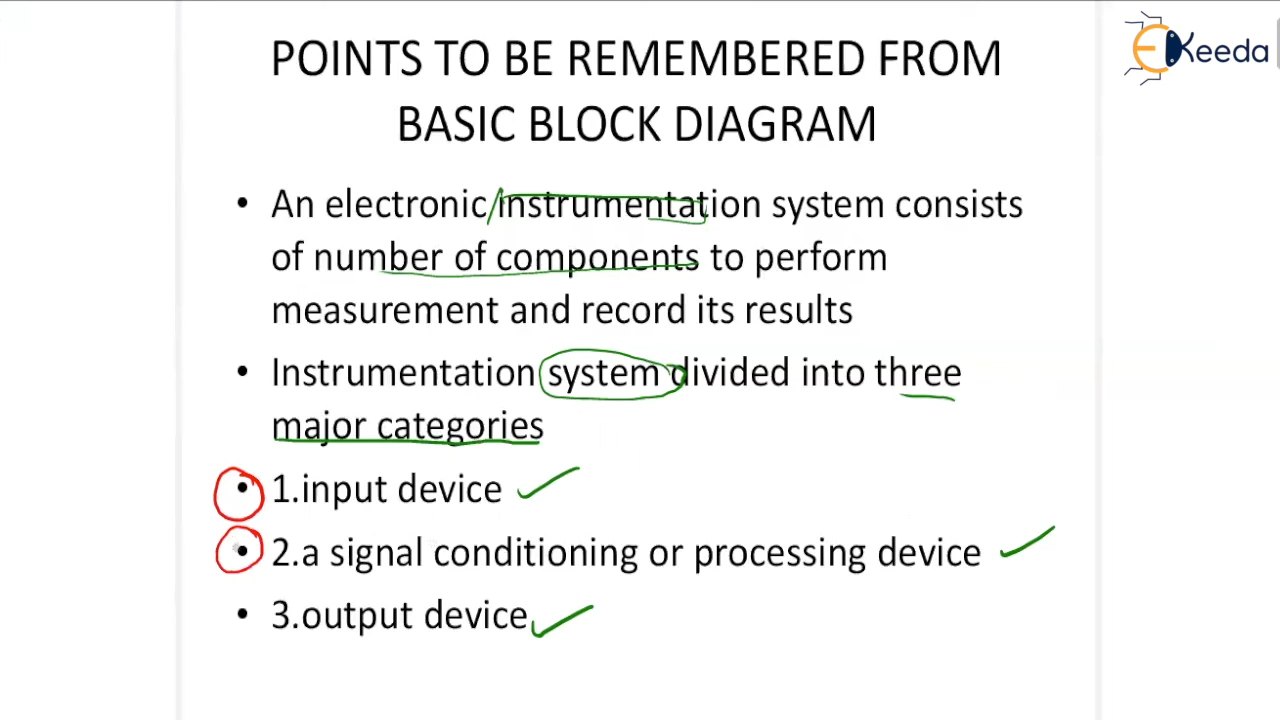 EKeeda
POINTS TO BE REMEMBERED FROM
BASIC BLOCK DIAGRAM
• An electronic instrumentation system consists
of number of components to perform
measurement and record its results
• Instrumentation system divided into three
major categories
• 1.input device
• 2.a signal conditioning or processing device
• 3.output device